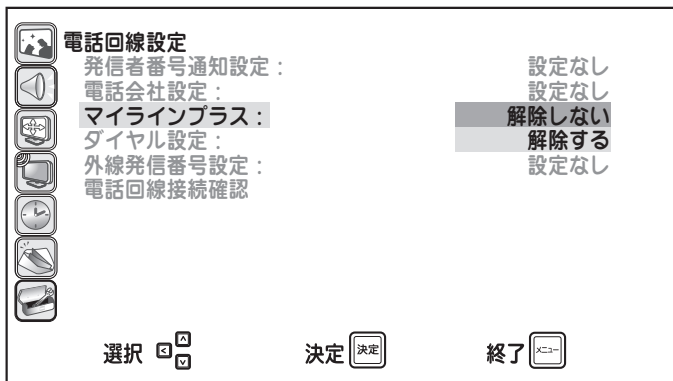 電話回線設定
発信者番号通知設定： 設定なし
電話会社設定： 設定なし
マイラインプラス： 解除しない
ダイヤル設定： 解除する
外線発信番号設定： 設定なし
電話回線接続確認
選択 決定 決定 終了 メニュー